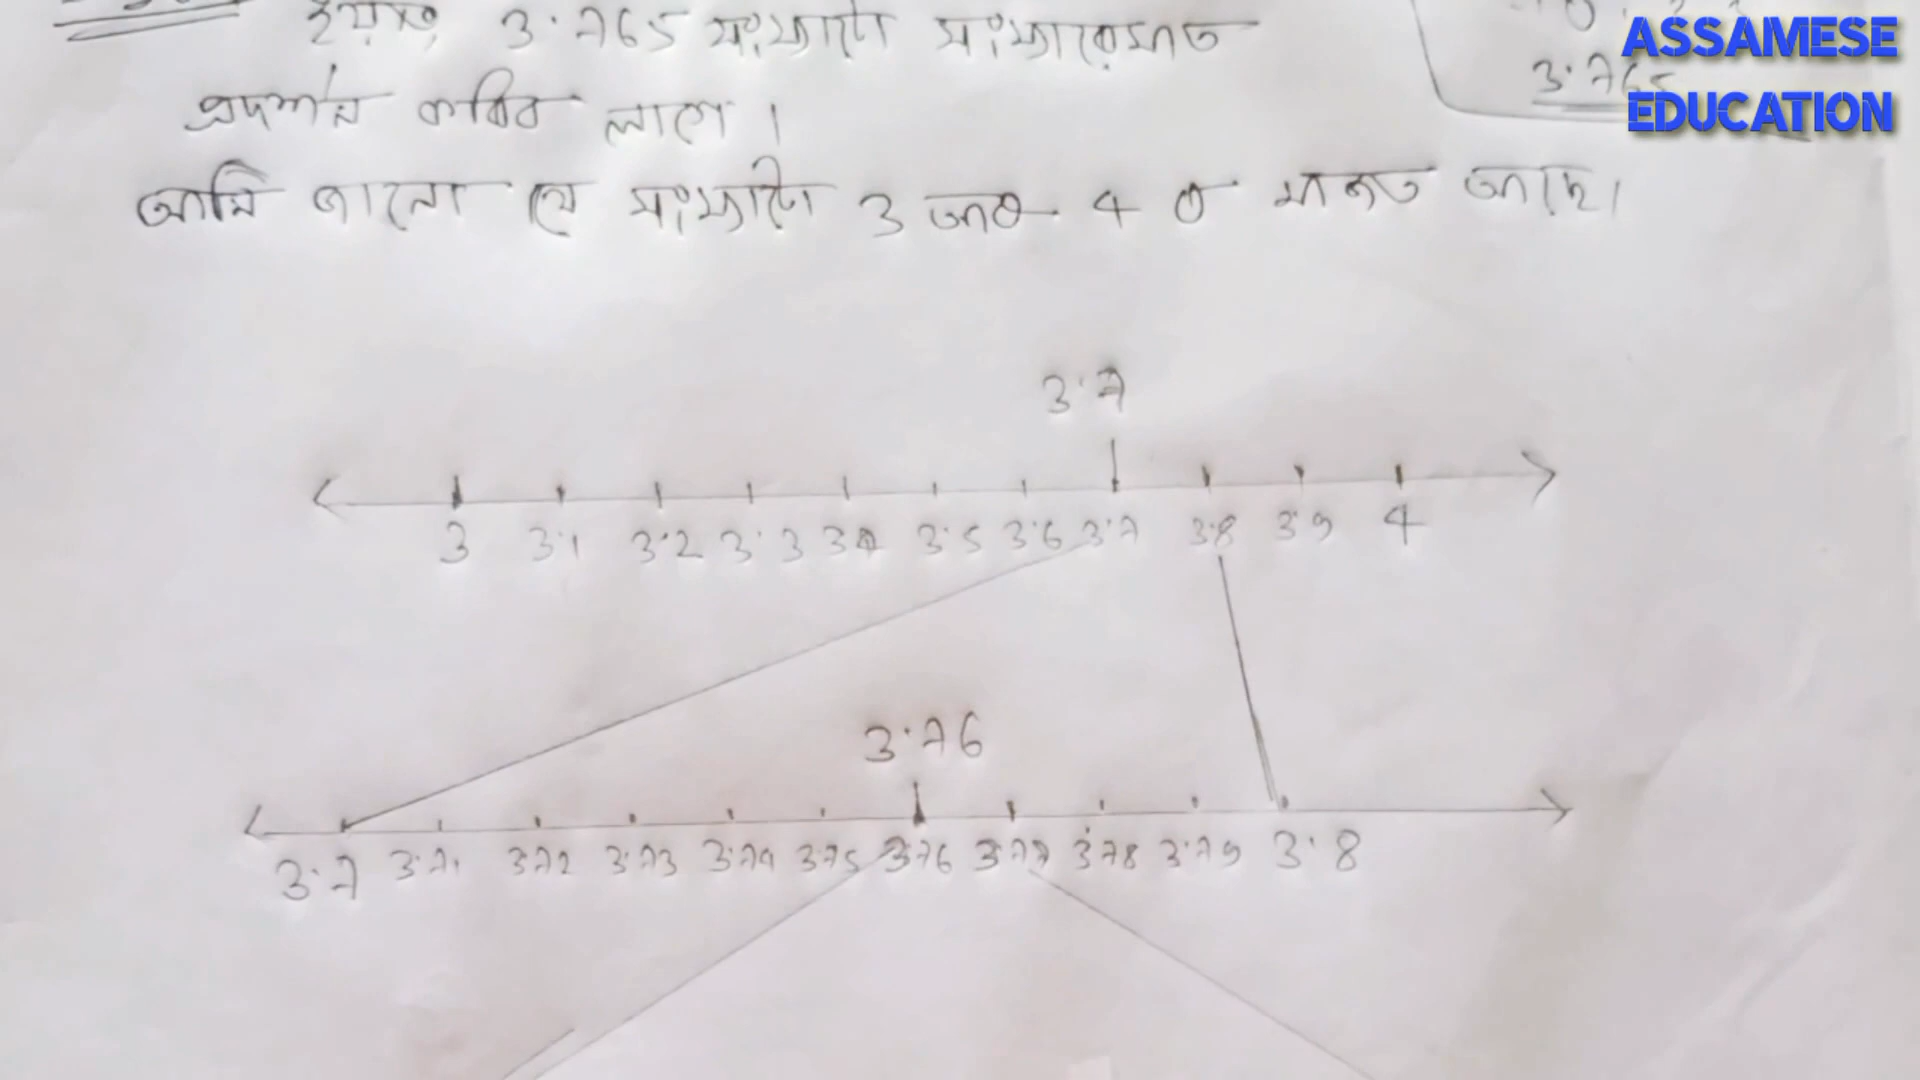 ইয়াত, 3.765 সংখ্যাটো সংখ্যাৰেখাত
প্ৰদৰ্শন কৰিব লাগে।
আমি জানো যে সংখ্যাটো 3 আৰু 4 ৰ মাজত আছে।
3.765
ASSAMESE
EDUCATION
3.7
3 3.1 3.2 3.3 3.4 3.5 3.6 3.7 3.8 3.9 4
3.76
3.7 3.71 3.72 3.73 3.74 3.75 3.76 3.77 3.78 3.79 3.8